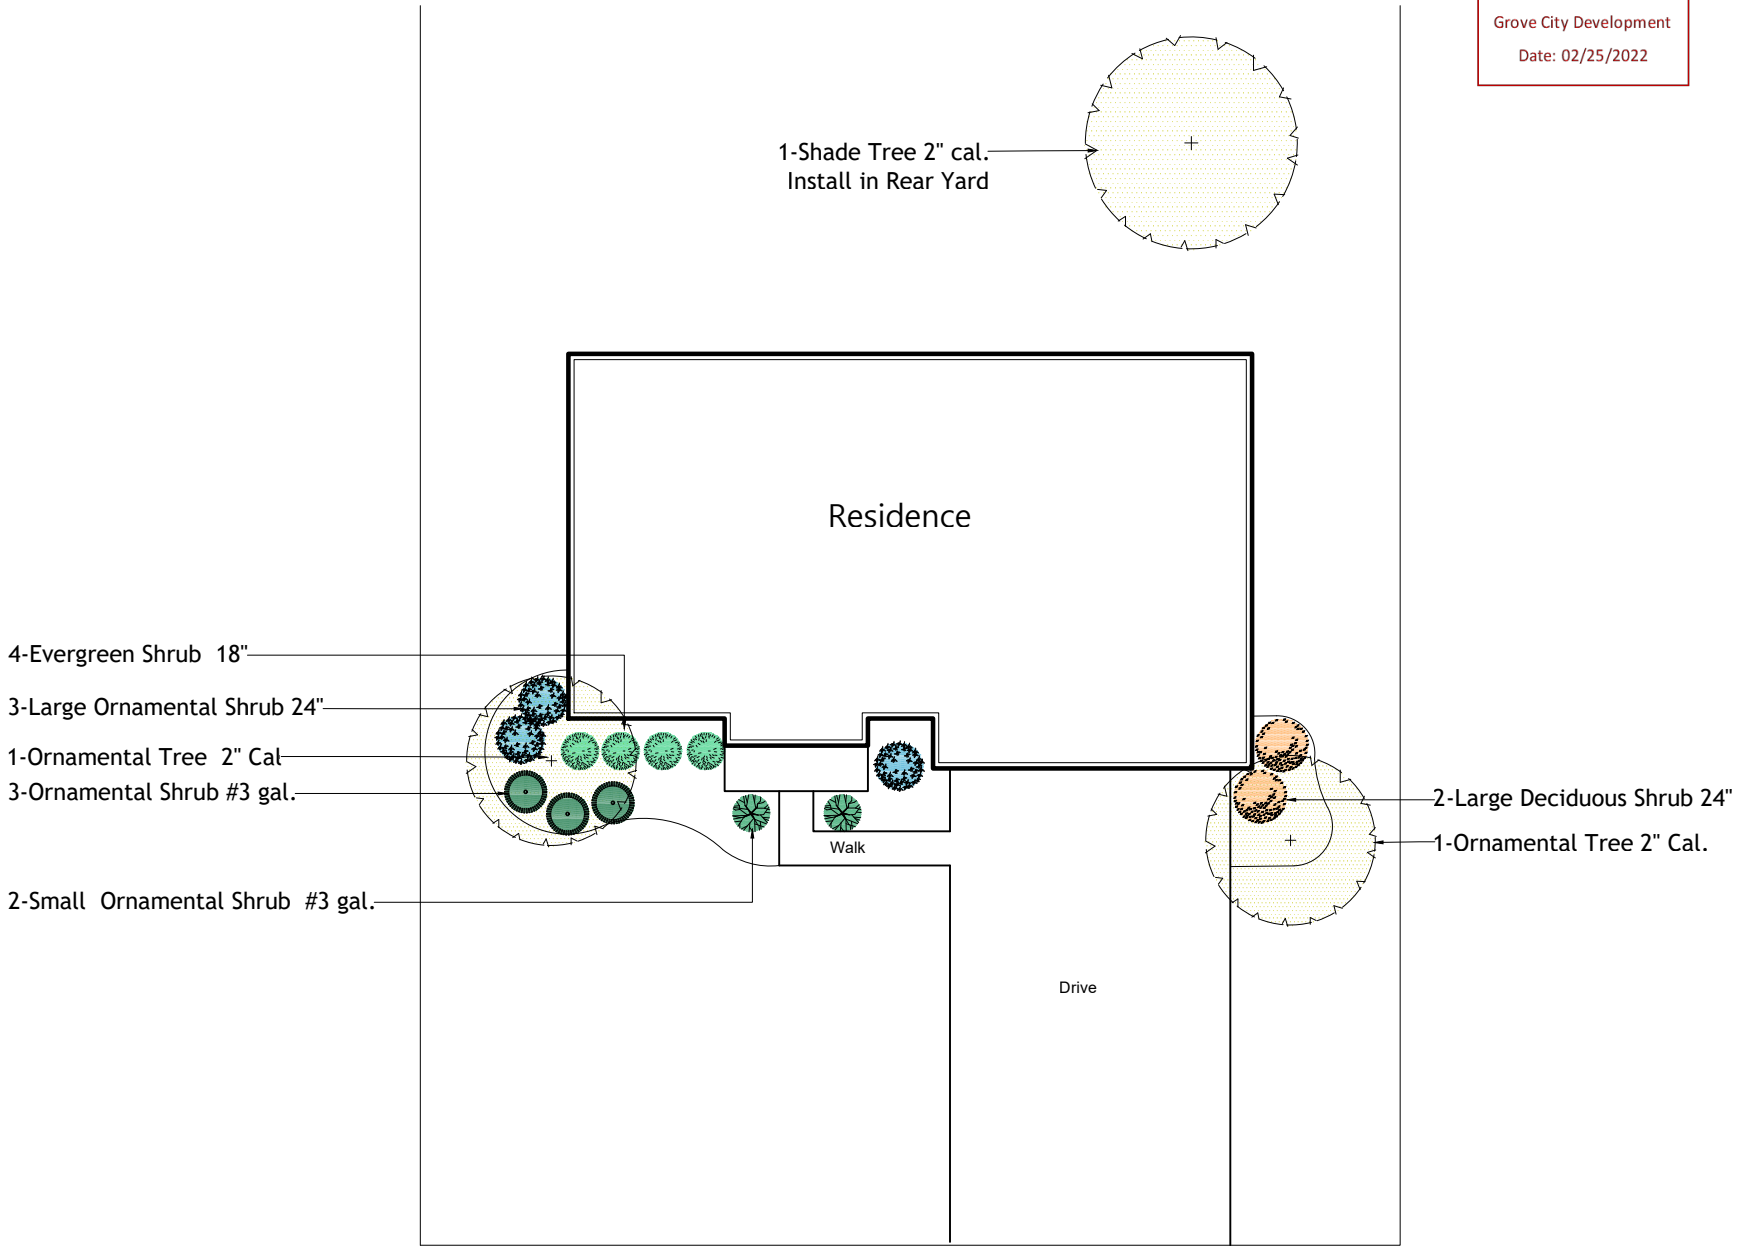 Grove City Development
Date: 02/25/2022
1-Shade Tree 2" cal.
Install in Rear Yard
Residence
4-Evergreen Shrub 18"
3-Large Ornamental Shrub 24"
1-Ornamental Tree 2" Cal
3-Ornamental Shrub #3 gal.
2-Small Ornamental Shrub #3 gal.
2-Large Deciduous Shrub 24"
1-Ornamental Tree 2" Cal.
Walk
Drive